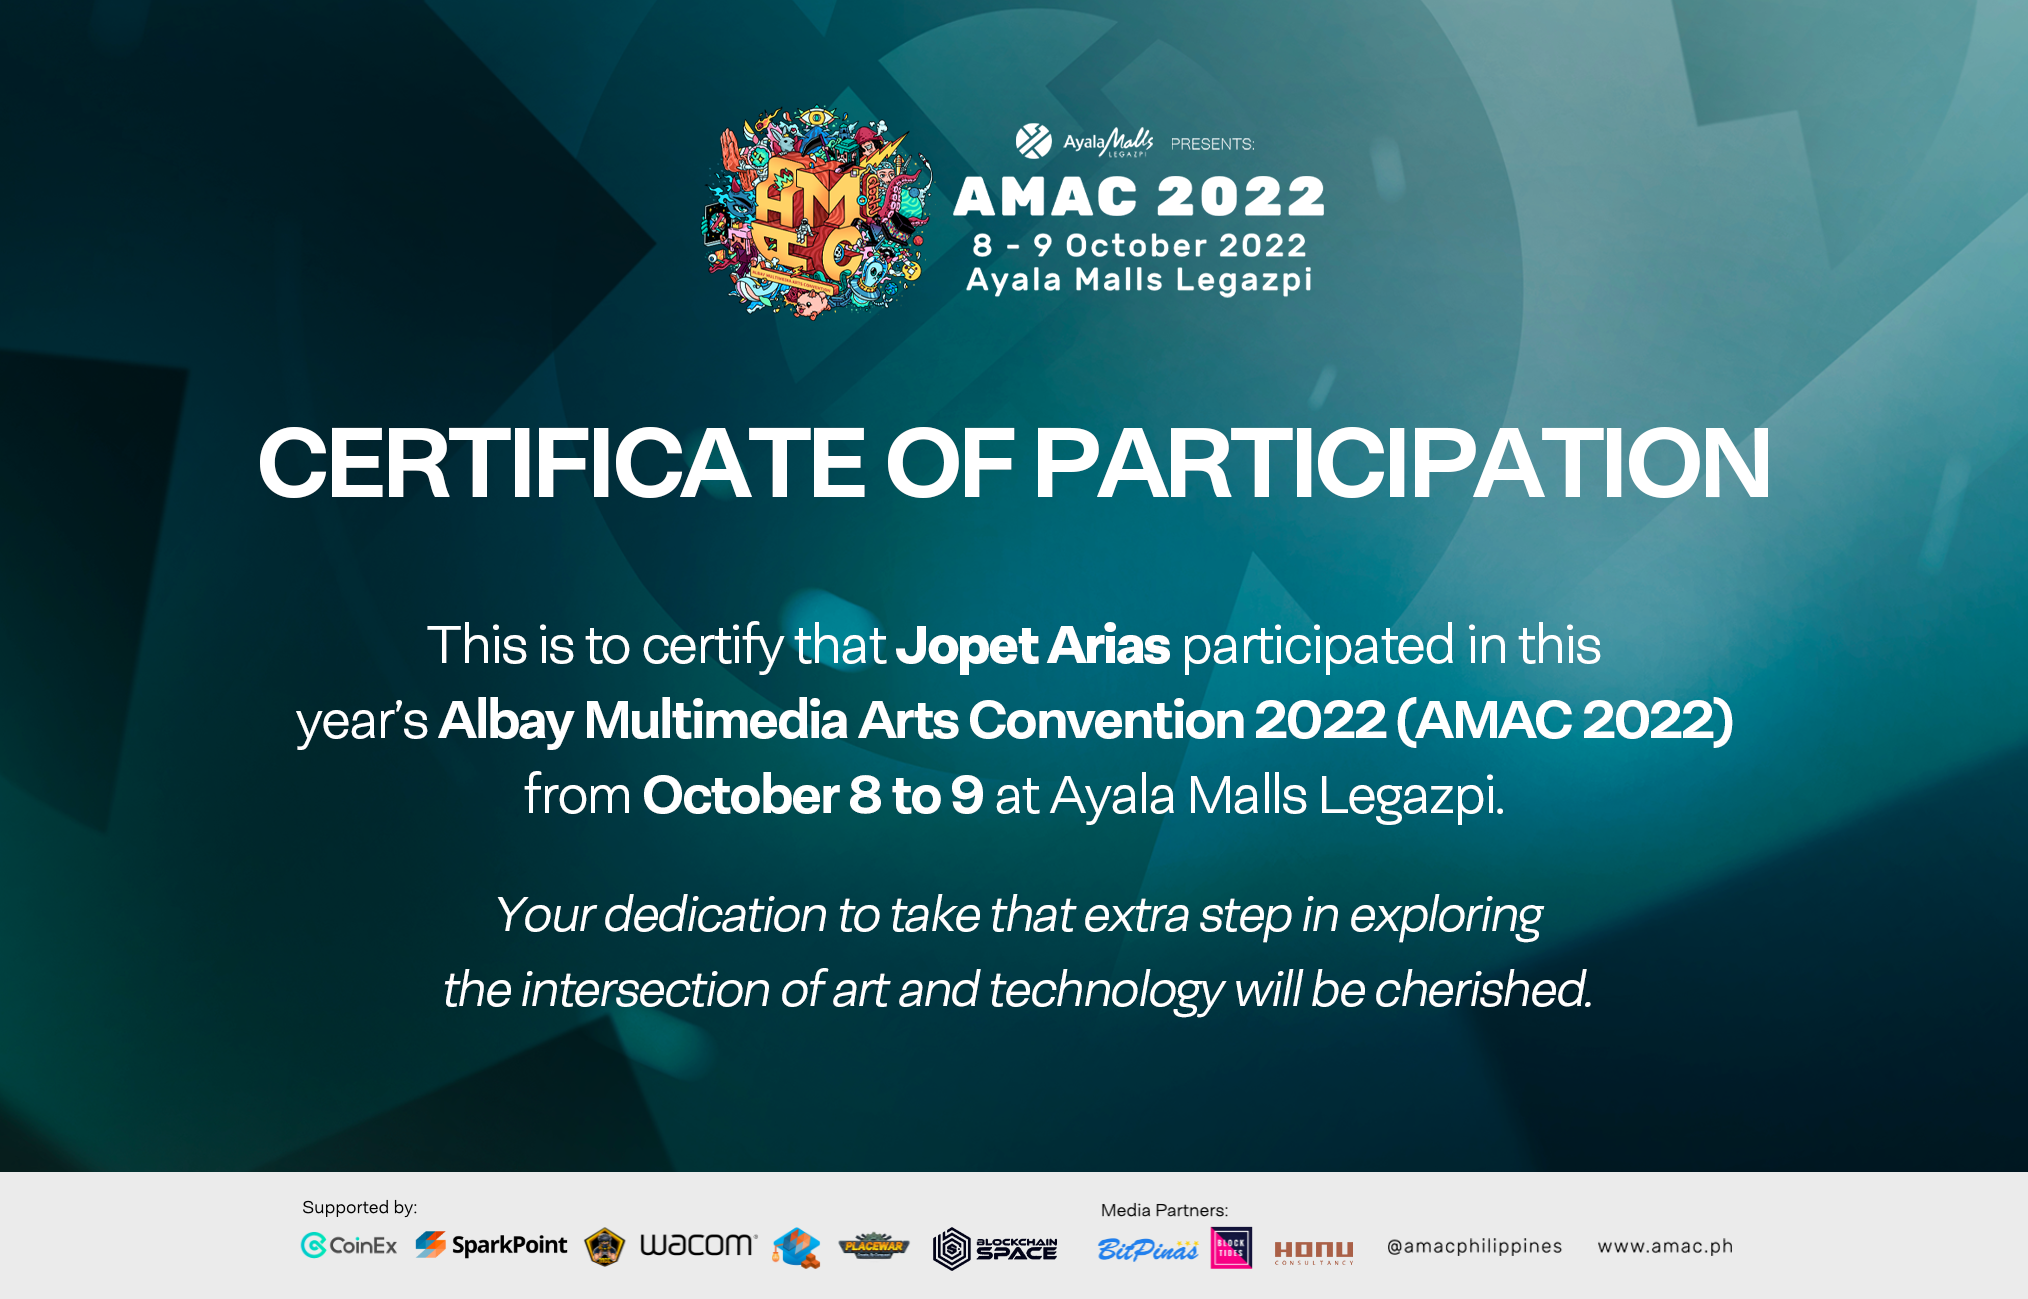 AyalaMalls LEGAZPI PRESENTS:
AMAC 2022
8 - 9 October 2022
Ayala Malls Legazpi
AMAC
ALBAY MULTIMEDIA ARTS CONVENTION
CERTIFICATE OF PARTICIPATION
This is to certify that Jopet Arias participated in this
year’s Albay Multimedia Arts Convention 2022 (AMAC 2022)
from October 8 to 9 at Ayala Malls Legazpi.
Your dedication to take that extra step in exploring
the intersection of art and technology will be cherished.
Supported by:
CoinEx SparkPoint wacom PLACEWAR BLOCKCHAIN SPACE
Media Partners:
BitPinas BLOCK TIDES HONU CONSULTANCY @amacphilippines www.amac.ph